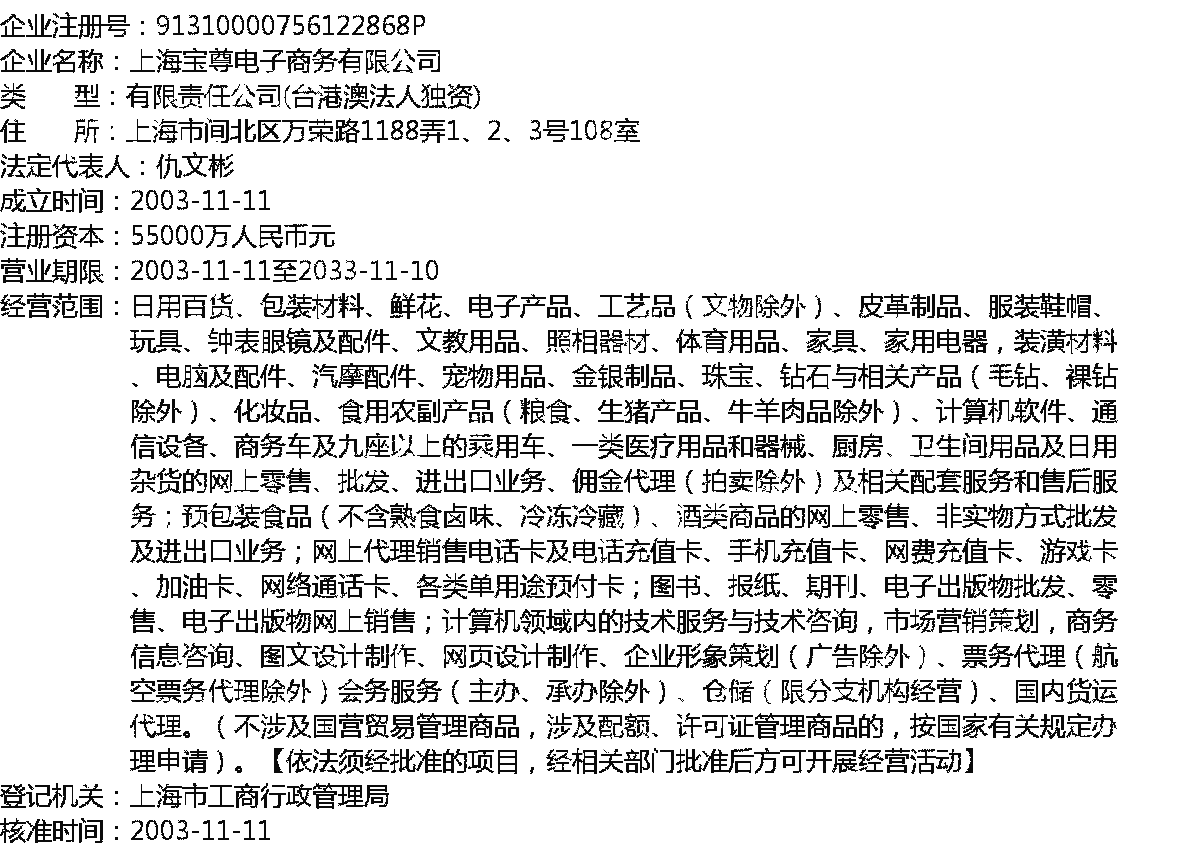 企业注册号：91310000756122868P
企业名称：上海宝尊电子商务有限公司
类 型：有限责任公司(台港澳法人独资)
住 所：上海市间北区万荣路1188弄1、2、3号108室
法定代表人：仇文彬
成立时间：2003-11-11
注册资本：55000万人民币元
营业期限：2003-11-11至2033-11-10
经营范围：日用百货、包装材料、鲜花、电子产品、工艺品（文物除外）、皮革制品、服装鞋帽、
玩具、钟表眼镜及配件、文教用品、照相器材、体育用品、家具、家用电器，装潢材料
、电脑及配件、汽摩配件、宠物用品、金银制品、珠宝、钻石与相关产品（毛钻、裸钻
除外）、化妆品、食用农副产品（粮食、生猪产品、牛羊肉品除外）、计算机软件、通
信设备、商务车及九座以上的乘用车、一类医疗用品和器械、厨房、卫生间用品及日用
杂货的网上零售、批发、进出口业务、佣金代理（拍卖除外）及相关配套服务和售后服
务；预包装食品（不含熟食卤味、冷冻冷藏）、酒类商品的网上零售、非实物方式批发
及进出口业务；网上代理销售电话卡及电话充值卡、手机充值卡、网费充值卡、游戏卡
、加油卡、网络通话卡、各类单用途预付卡；图书、报纸、期刊、电子出版物批发、零
售、电子出版物网上销售；计算机领域内的技术服务与技术咨询，市场营销策划，商务
信息咨询、图文设计制作、网页设计制作、企业形象策划（广告除外）、票务代理（航
空票务代理除外）会务服务（主办、承办除外）、仓储（限分支机构经营）、国内货运
代理。（不涉及国营贸易管理商品，涉及配额、许可证管理商品的，按国家有关规定办
理申请）。【依法须经批准的项目，经相关部门批准后方可开展经营活动】
登记机关：上海市工商行政管理局
核准时间：2003-11-11